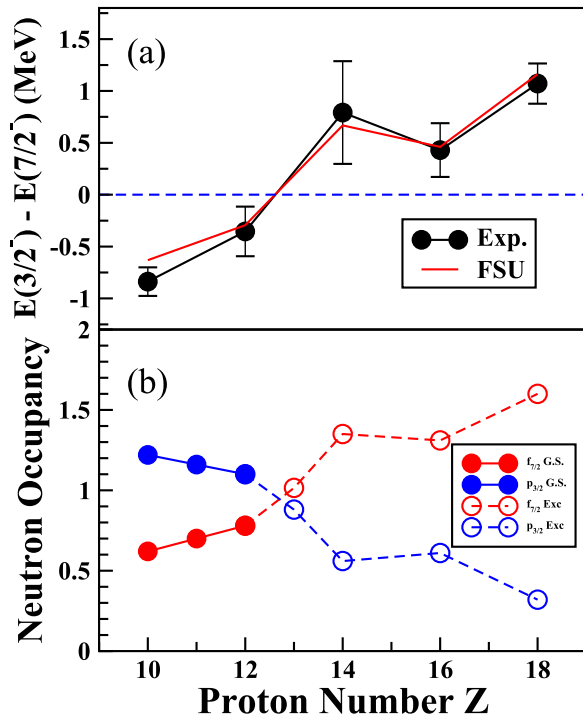 (a)
E(3/2⁻) - E(7/2⁻) (MeV)
1.5
1
0.5
0
-0.5
-1
Exp.
FSU
(b)
Neutron Occupancy
2
1.5
1
0.5
0
f7/2 G.S.
p3/2 G.S.
f7/2 Exc
p3/2 Exc
10 12 14 16 18
Proton Number Z